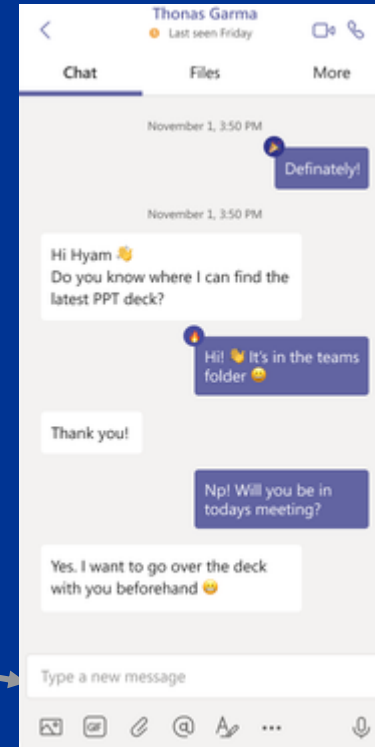 Thonas Garma
Last seen Friday
Chat
Files
More
November 1, 3:50 PM
Definately!
November 1, 3:50 PM
Hi Hyam 👋
Do you know where I can find the
latest PPT deck?
Hi! 👋 It's in the teams
folder 😀
Thank you!
Np! Will you be in
todays meeting?
Yes. I want to go over the deck
with you beforehand 😀
Type a new message
GIF